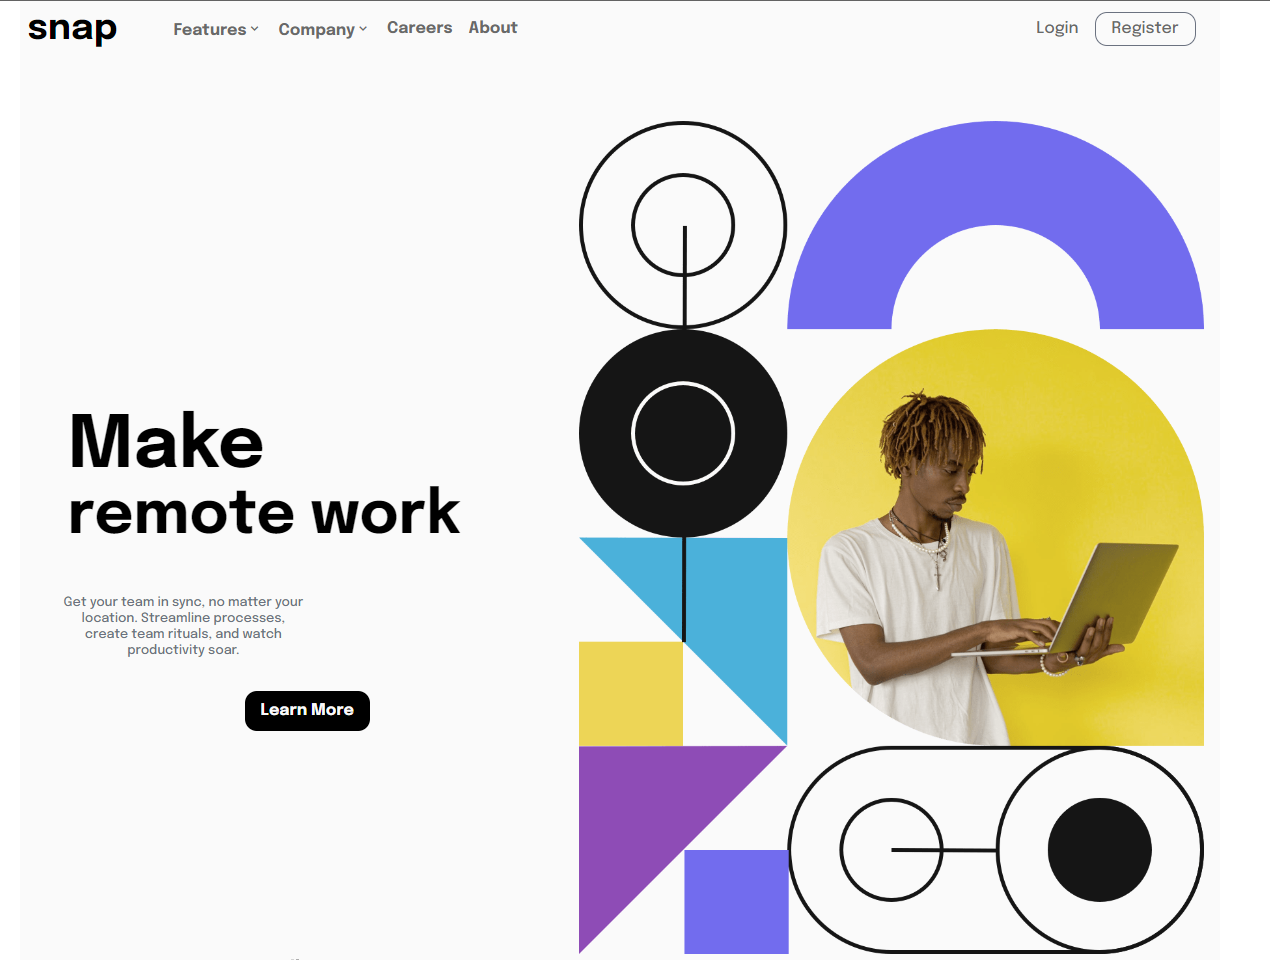 snap
Features
Company
Careers
About
Login
Register
Make
remote work
Get your team in sync, no matter your
location. Streamline processes,
create team rituals, and watch
productivity soar.
Learn More